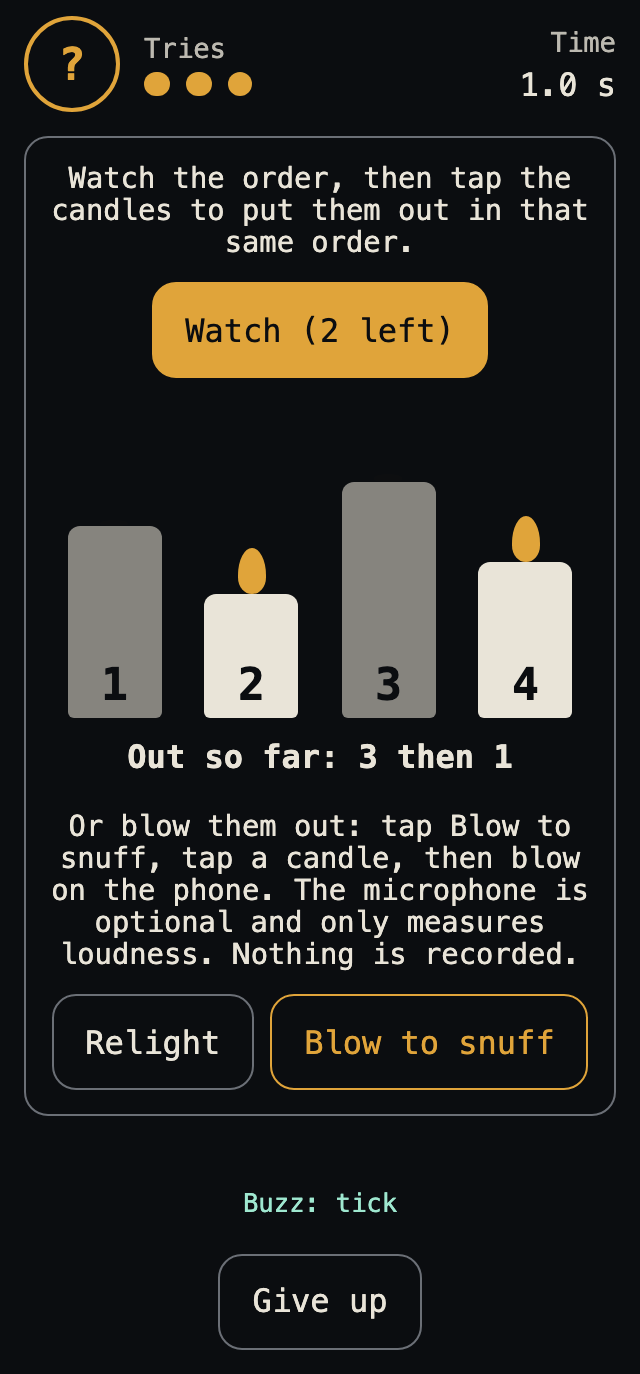 ?
Tries
Time
1.0 s
Watch the order, then tap the
candles to put them out in that
same order.
Watch (2 left)
1
2
3
4
Out so far: 3 then 1
Or blow them out: tap Blow to
snuff, tap a candle, then blow
on the phone. The microphone is
optional and only measures
loudness. Nothing is recorded.
Relight
Blow to snuff
Buzz: tick
Give up